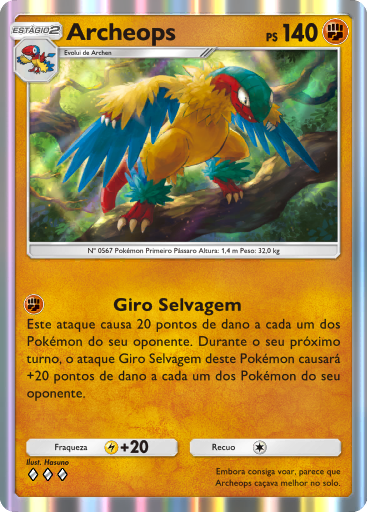 ESTÁGIO 2
Archeops
PS 140
Evolui de Archen
Nº 0567 Pokémon Primeiro Pássaro Altura: 1,4 m Peso: 32,0 kg
Giro Selvagem
Este ataque causa 20 pontos de dano a cada um dos
Pokémon do seu oponente. Durante o seu próximo
turno, o ataque Giro Selvagem deste Pokémon causará
+20 pontos de dano a cada um dos Pokémon do seu
oponente.
Fraqueza +20
Recuo
Ilust. Hasuno
Embora consiga voar, parece que
Archeops caçava melhor no solo.